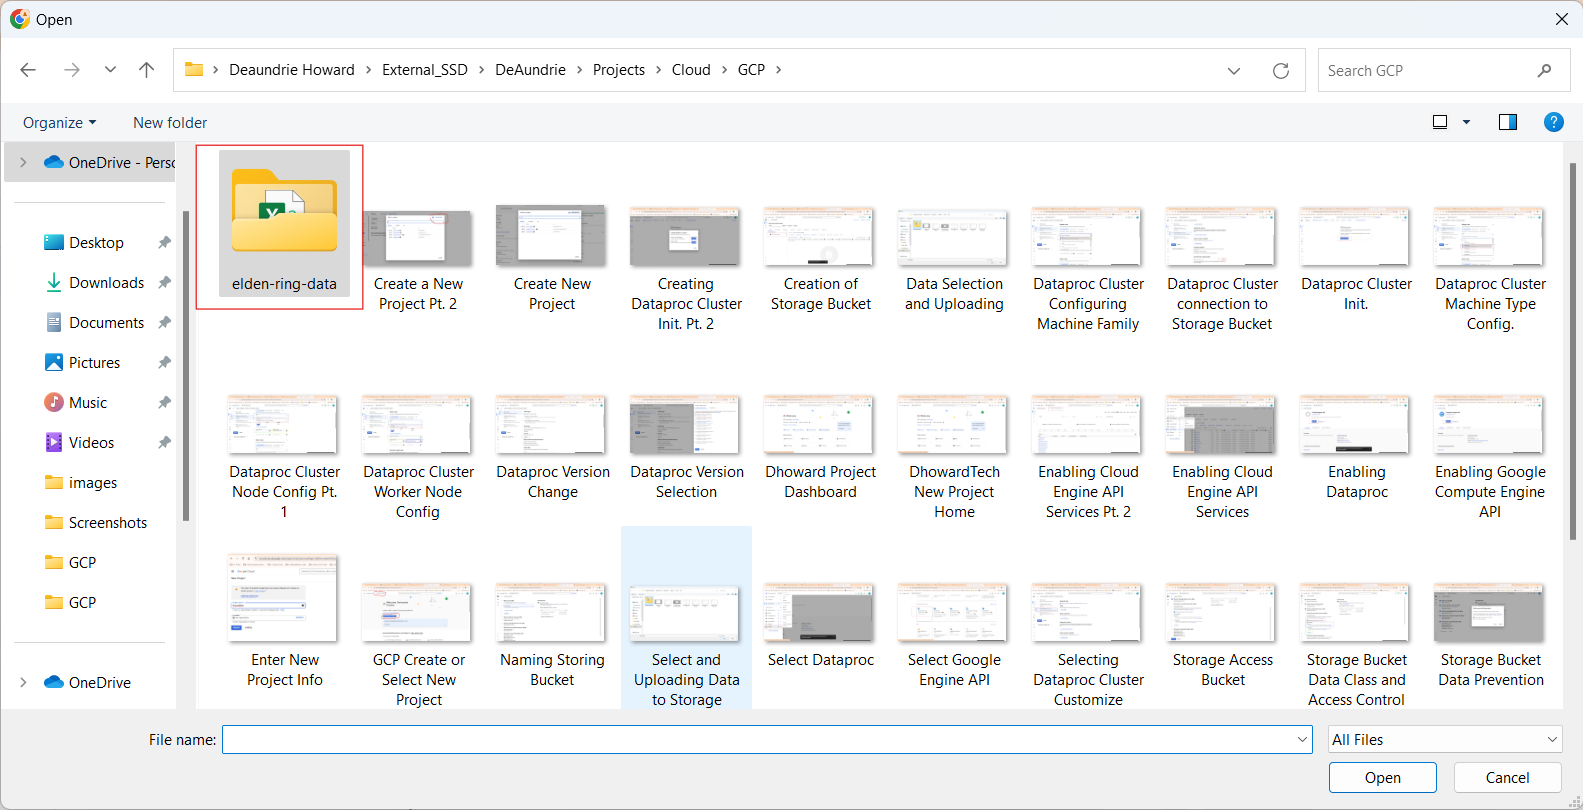 Open
Deaundrie Howard > External_SSD > DeAundrie > Projects > Cloud > GCP >
Search GCP
Organize
New folder
OneDrive - Perso
Desktop
Downloads
Documents
Pictures
Music
Videos
images
Screenshots
GCP
GCP
OneDrive
elden-ring-data
Create a New
Project Pt. 2
Create New
Project
Creating
Dataproc Cluster
Init. Pt. 2
Creation of
Storage Bucket
Data Selection
and Uploading
Dataproc Cluster
Configuring
Machine Family
Dataproc Cluster
connection to
Storage Bucket
Dataproc Cluster
Init.
Dataproc Cluster
Machine Type
Config.
Dataproc Cluster
Node Config Pt.
1
Dataproc Cluster
Worker Node
Config
Dataproc Version
Change
Dataproc Version
Selection
Dhoward Project
Dashboard
DhowardTech
New Project
Home
Enabling Cloud
Engine API
Services Pt. 2
Enabling Cloud
Engine API
Services
Enabling
Dataproc
Enabling Google
Compute Engine
API
Enter New
Project Info
GCP Create or
Select New
Project
Naming Storing
Bucket
Select and
Uploading Data
to Storage
Select Dataproc
Select Google
Engine API
Selecting
Dataproc Cluster
Customize
Storage Access
Bucket
Storage Bucket
Data Class and
Access Control
Storage Bucket
Data Prevention
File name:
All Files
Open
Cancel